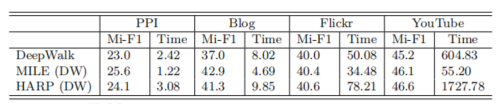 PPI Blog Flickr YouTube
Mi-F1 Time Mi-F1 Time Mi-F1 Time Mi-F1 Time
DeepWalk 23.0 2.42 37.0 8.02 40.0 50.08 45.2 604.83
MILE (DW) 25.6 1.22 42.9 4.69 40.4 34.48 46.1 55.20
HARP (DW) 24.1 3.08 41.3 9.85 40.6 78.21 46.6 1727.78